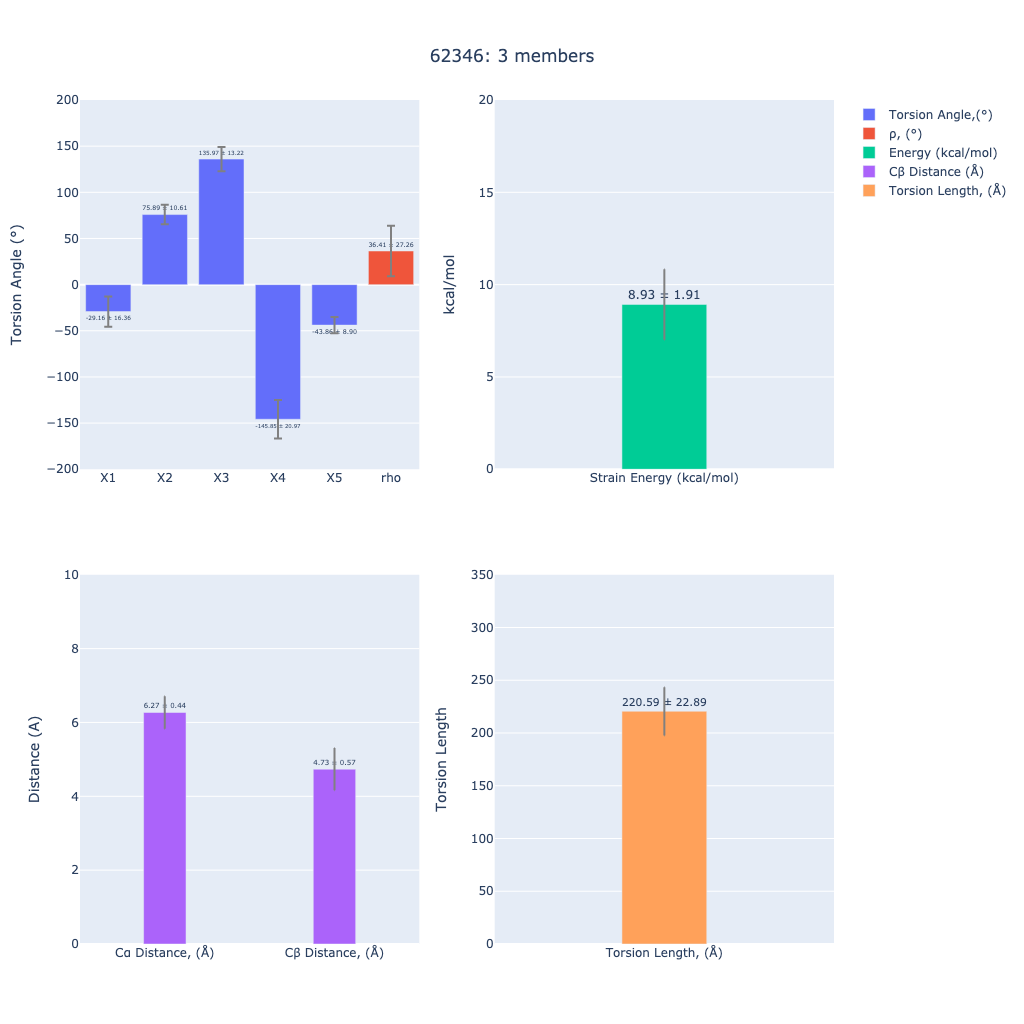 62346: 3 members
Torsion Angle (°)
200
150
100
50
0
−50
−100
−150
−200
-29.16 ± 16.36
75.89 ± 10.61
135.97 ± 13.22
-145.85 ± 20.97
-43.86 ± 8.90
36.41 ± 27.26
X1
X2
X3
X4
X5
rho
kcal/mol
20
15
10
5
0
8.93 ± 1.91
Strain Energy (kcal/mol)
Torsion Angle,(°)
ρ, (°)
Energy (kcal/mol)
Cβ Distance (Å)
Torsion Length, (Å)
Distance (A)
10
8
6
4
2
0
6.27 ± 0.44
4.73 ± 0.57
Cα Distance, (Å)
Cβ Distance, (Å)
Torsion Length
350
300
250
200
150
100
50
0
220.59 ± 22.89
Torsion Length, (Å)